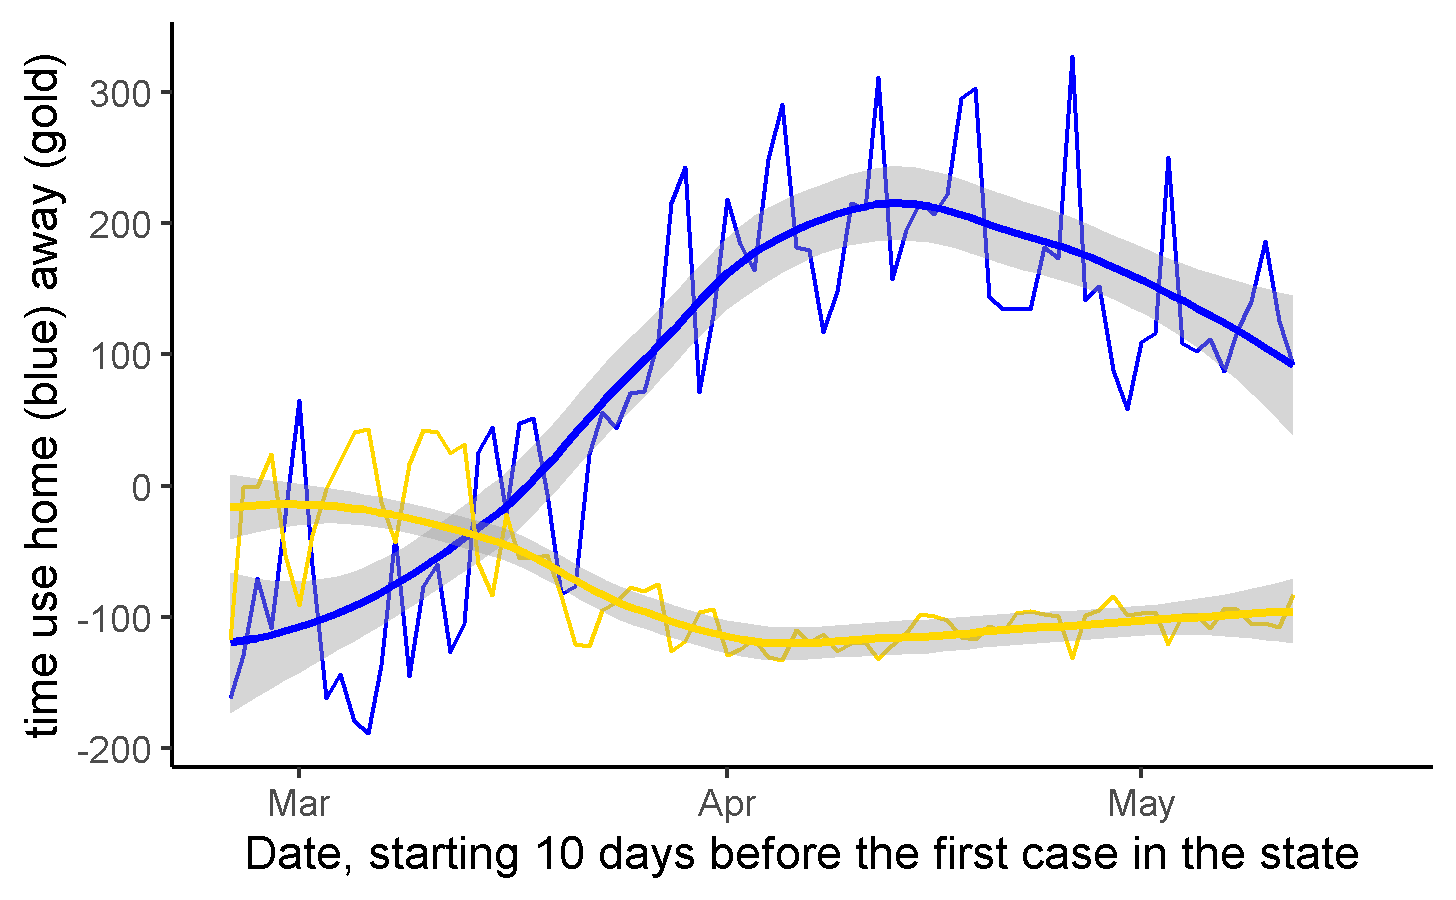 time use home (blue) away (gold)
300
200
100
0
-100
-200
Mar Apr May
Date, starting 10 days before the first case in the state